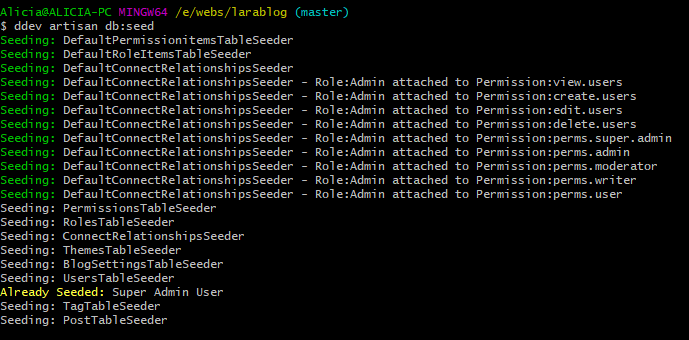 Alicia@ALICIA-PC MINGW64 /e/webs/larablog (master)
$ ddev artisan db:seed
Seeding: DefaultPermissionitemsTableSeeder
Seeding: DefaultRoleItemsTableSeeder
Seeding: DefaultConnectRelationshipsSeeder
Seeding: DefaultConnectRelationshipsSeeder - Role:Admin attached to Permission:view.users
Seeding: DefaultConnectRelationshipsSeeder - Role:Admin attached to Permission:create.users
Seeding: DefaultConnectRelationshipsSeeder - Role:Admin attached to Permission:edit.users
Seeding: DefaultConnectRelationshipsSeeder - Role:Admin attached to Permission:delete.users
Seeding: DefaultConnectRelationshipsSeeder - Role:Admin attached to Permission:perms.super.admin
Seeding: DefaultConnectRelationshipsSeeder - Role:Admin attached to Permission:perms.admin
Seeding: DefaultConnectRelationshipsSeeder - Role:Admin attached to Permission:perms.moderator
Seeding: DefaultConnectRelationshipsSeeder - Role:Admin attached to Permission:perms.writer
Seeding: DefaultConnectRelationshipsSeeder - Role:Admin attached to Permission:perms.user
Seeding: PermissionsTableSeeder
Seeding: RolesTableSeeder
Seeding: ConnectRelationshipsSeeder
Seeding: ThemesTableSeeder
Seeding: BlogSettingsTableSeeder
Seeding: UsersTableSeeder
Already Seeded: Super Admin User
Seeding: TagTableSeeder
Seeding: PostTableSeeder